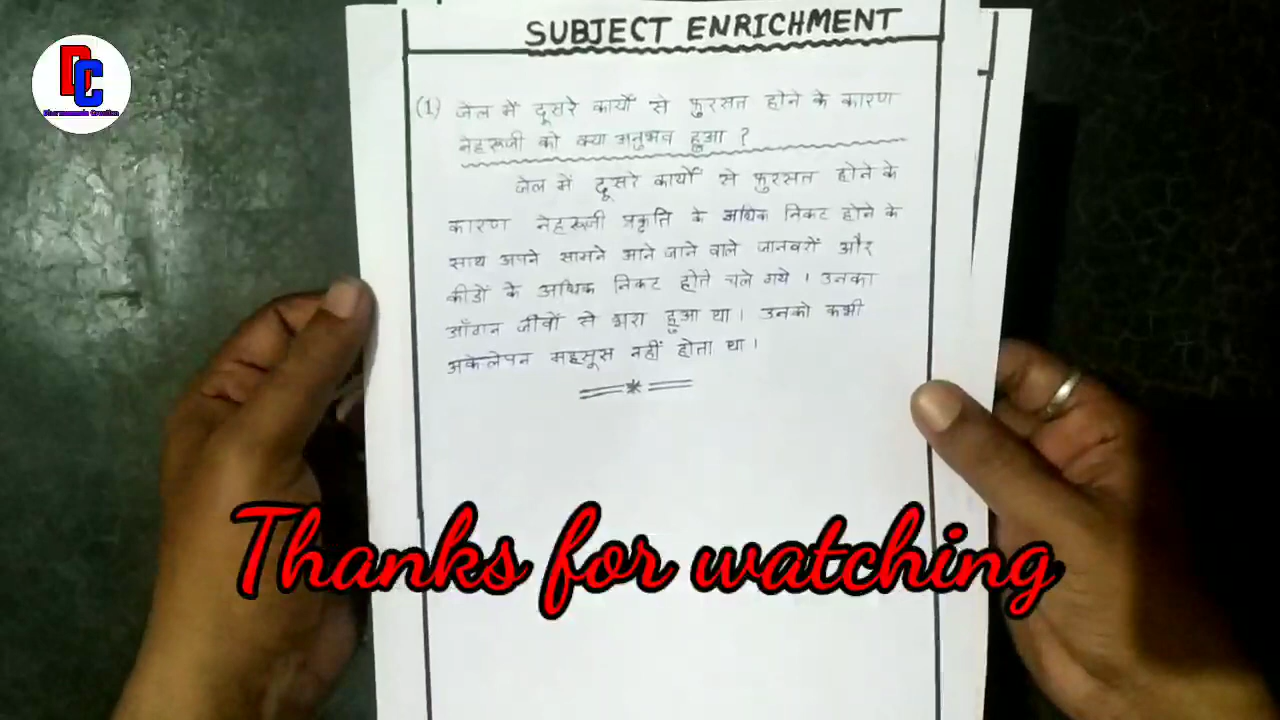 DC
SUBJECT ENRICHMENT
(1) जेल में दूसरे कार्यों से फुरसत होने के कारण
नेहरूजी को क्या अनुभव हुआ ?
जेल में दूसरे कार्यों से फुरसत होने के
कारण नेहरूजी प्रकृति के अधिक निकट होने के
साथ अपने सामने आने जाने वाले जानवरों और
कीडों के अधिक निकट होते चले गये । उनका
आँगन जीवों से भरा हुआ था। उनको कभी
अकेलेपन महसूस नहीं होता था।
Thanks for watching